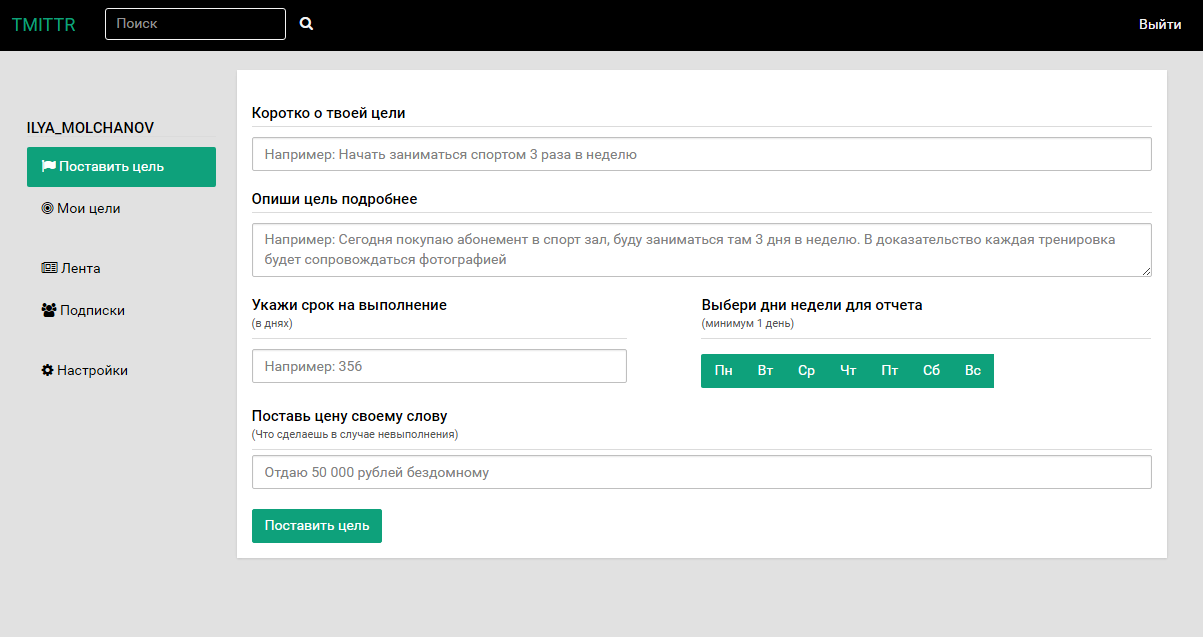 TMITTR
Поиск
Выйти
ILYA_MOLCHANOV
Поставить цель
Мои цели
Лента
Подписки
Настройки
Коротко о твоей цели
Например: Начать заниматься спортом 3 раза в неделю
Опиши цель подробнее
Например: Сегодня покупаю абонемент в спорт зал, буду заниматься там 3 дня в неделю. В доказательство каждая тренировка
будет сопровождаться фотографией
Укажи срок на выполнение
(в днях)
Например: 356
Выбери дни недели для отчета
(минимум 1 день)
Пн Вт Ср Чт Пт Сб Вс
Поставь цену своему слову
(Что сделаешь в случае невыполнения)
Отдаю 50 000 рублей бездомному
Поставить цель